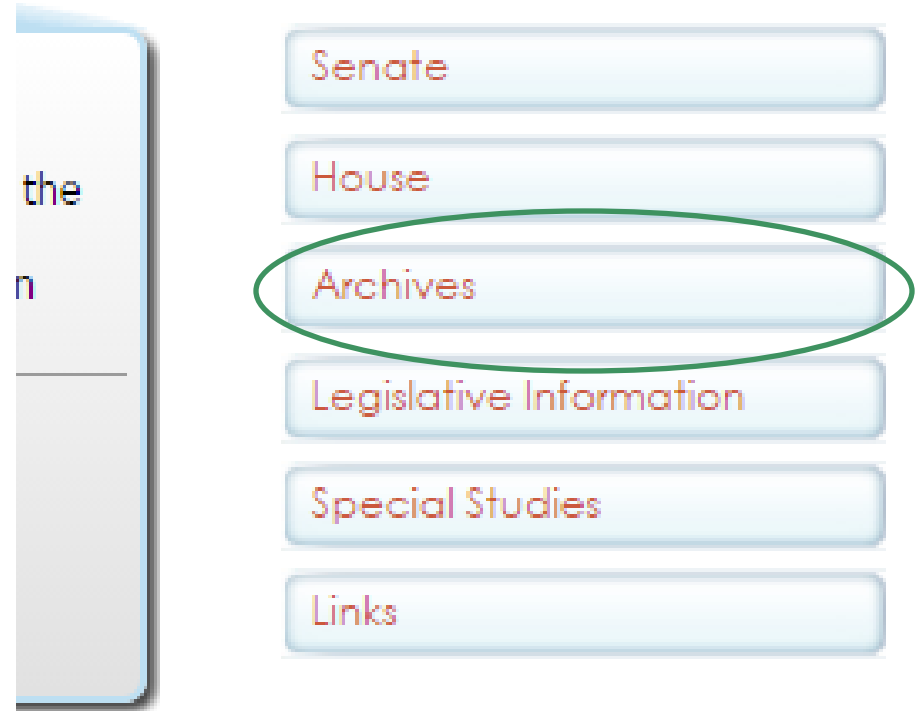 the
n
Senate
House
Archives
Legislative Information
Special Studies
Links